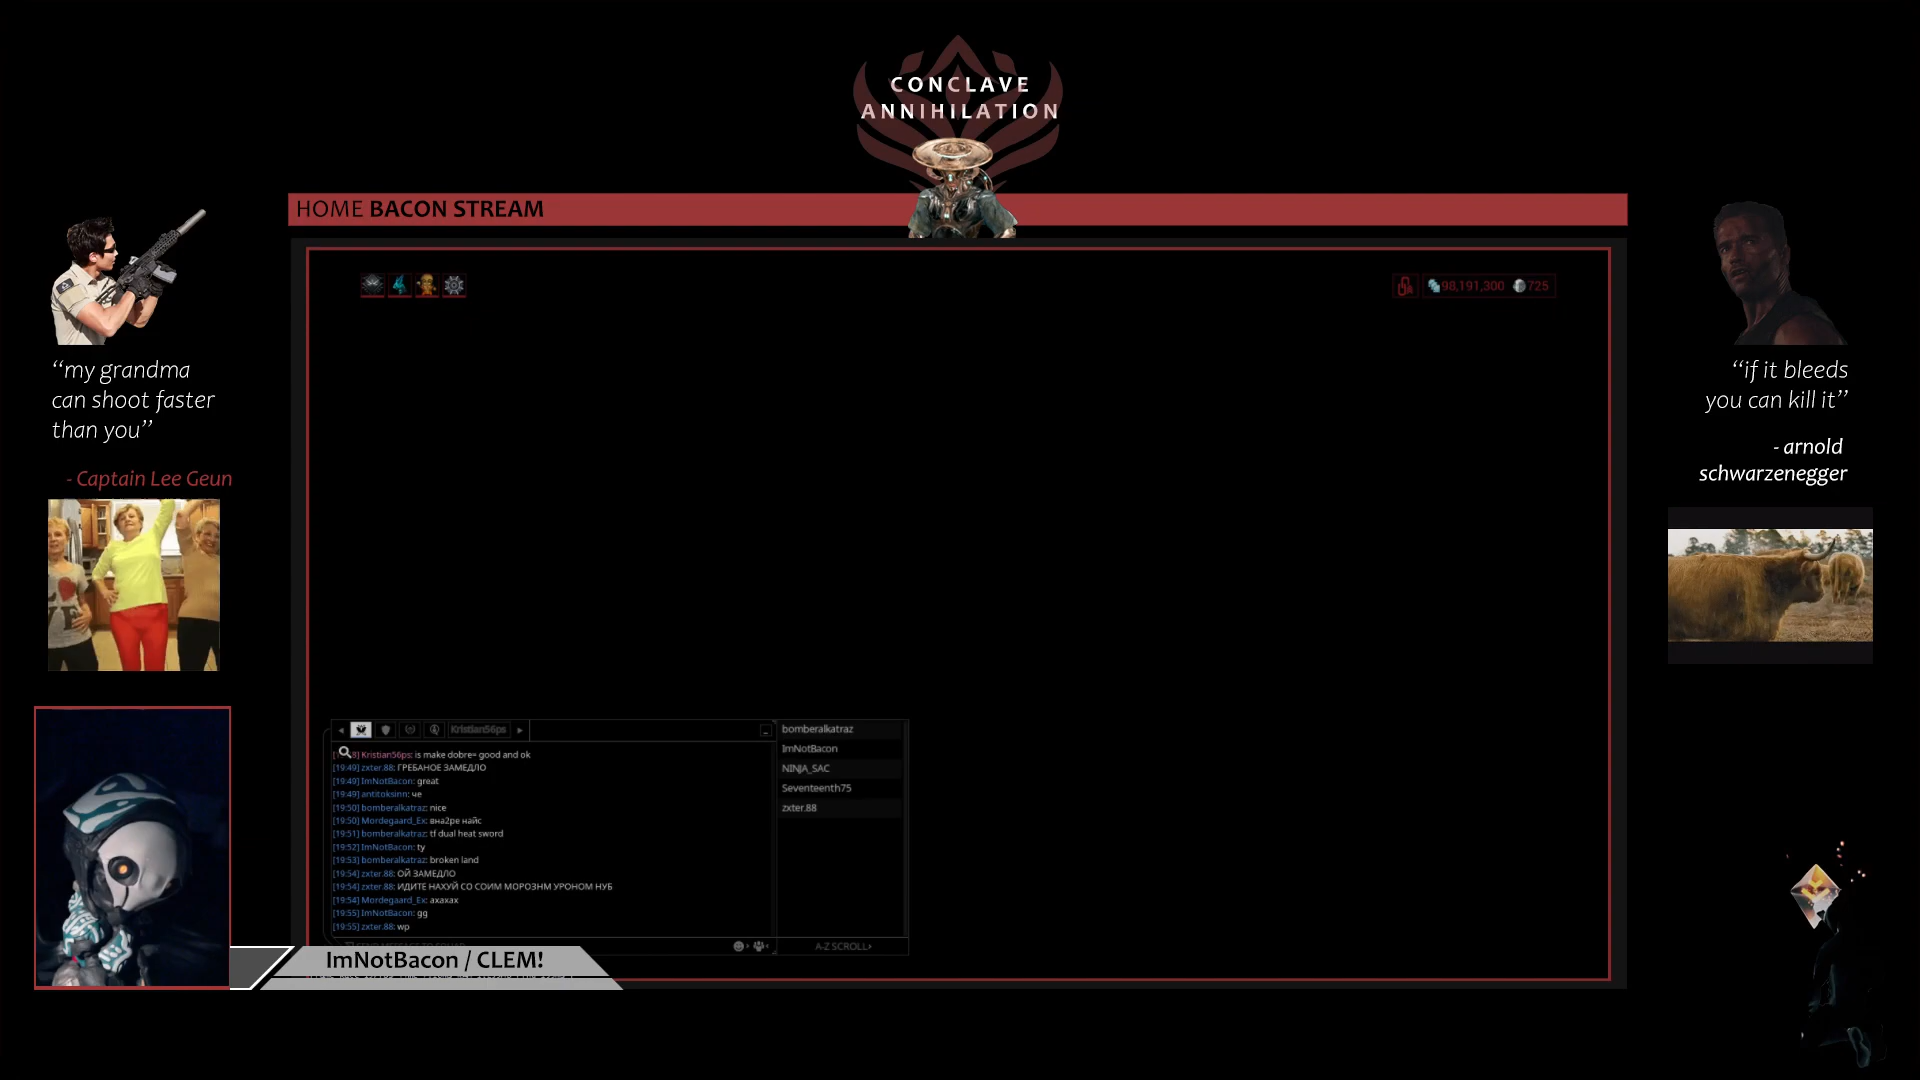 CONCLAVE
ANNIHILATION
HOME BACON STREAM
98,191,300 725
“my grandma
can shoot faster
than you”
- Captain Lee Geun
“if it bleeds
you can kill it”
- arnold
schwarzenegger
Kristian56ps
Kristian56ps: is make dobre= good and ok
[19:49] zxter.88: ГРЕБАНОЕ ЗАМЕДЛО
[19:49] ImNotBacon: great
[19:49] antitoksinn: че
[19:50] bomberalkatraz: nice
[19:50] Mordegaard_Ex: вна2ре найс
[19:51] bomberalkatraz: tf dual heat sword
[19:52] ImNotBacon: ty
[19:53] bomberalkatraz: broken land
[19:54] zxter.88: ОЙ ЗАМЕДЛО
[19:54] zxter.88: ИДИТЕ НАХУЙ СО СОИМ МОРОЗНМ УРОНОМ НУБ
[19:54] Mordegaard_Ex: ахахах
[19:55] ImNotBacon: gg
[19:55] zxter.88: wp
bomberalkatraz
ImNotBacon
NINJA_SAC
Seventeenth75
zxter.88
A-Z SCROLL
ImNotBacon / CLEM!